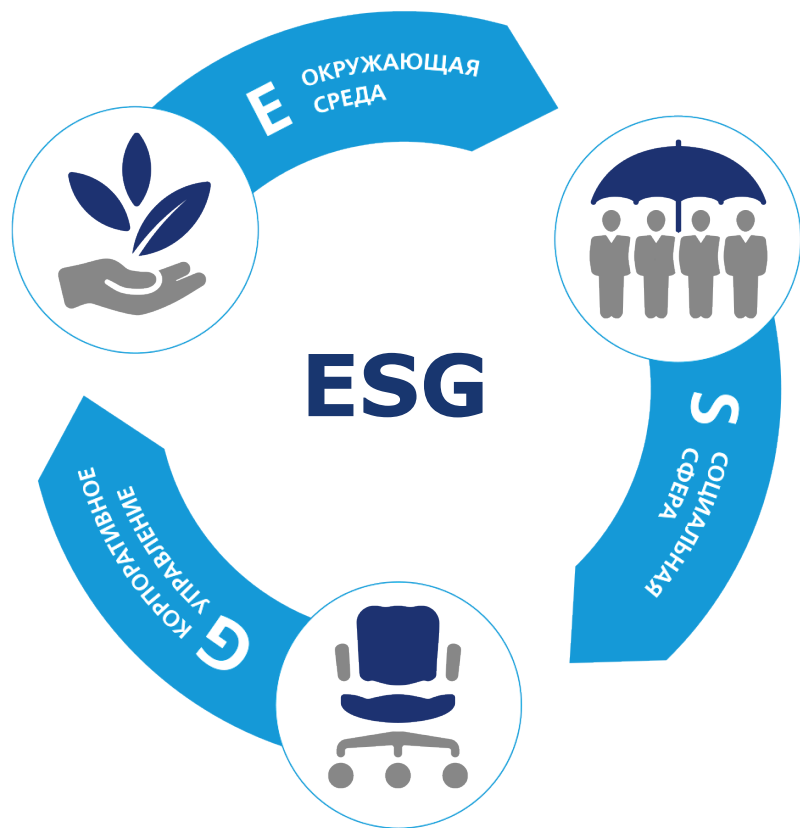 E
ОКРУЖАЮЩАЯ
СРЕДА
S
СОЦИАЛЬНАЯ
СФЕРА
G
КОРПОРАТИВНОЕ
УПРАВЛЕНИЕ
ESG